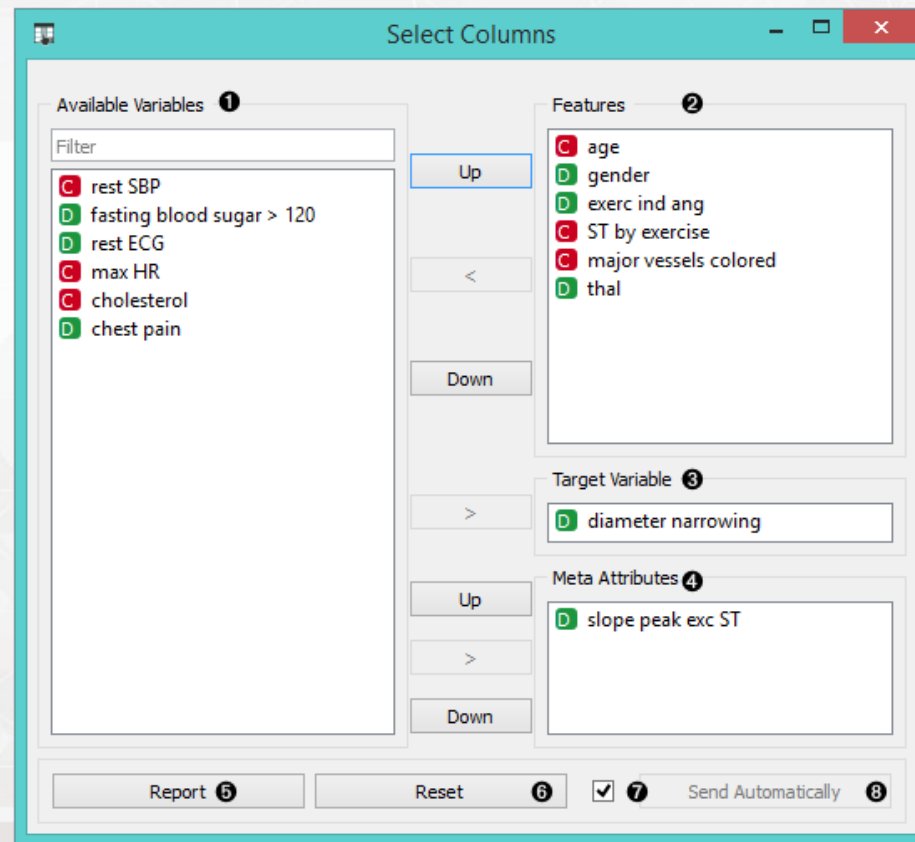 Select Columns
Available Variables ❶
Filter
C rest SBP
D fasting blood sugar > 120
D rest ECG
C max HR
C cholesterol
D chest pain
Up
<
Down
>
Up
>
Down
Features ❷
C age
D gender
D exerc ind ang
C ST by exercise
C major vessels colored
D thal
Target Variable ❸
D diameter narrowing
Meta Attributes ❹
D slope peak exc ST
Report ❺
Reset ❻
❼ Send Automatically ❽